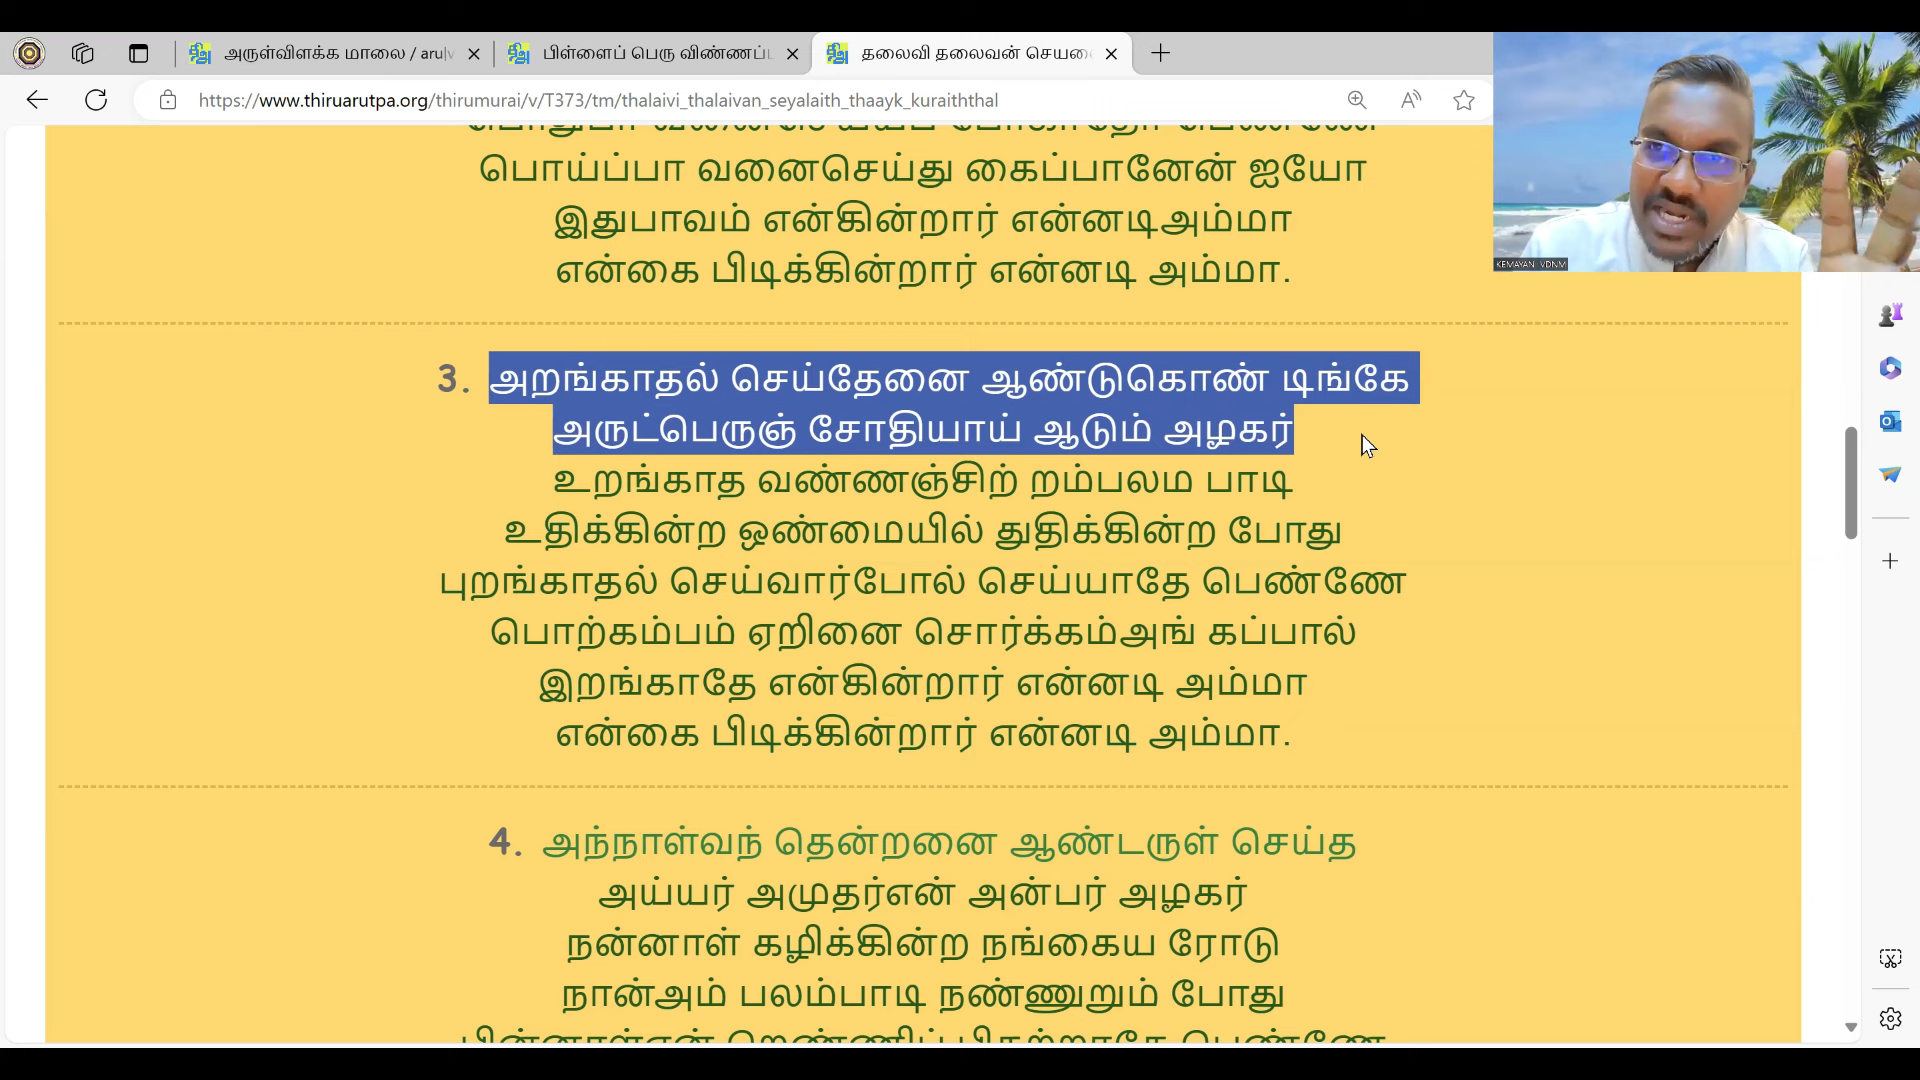 அருள்விளக்க மாலை / aruļv
பிள்ளைப் பெரு விண்ணப்ப
தலைவி தலைவன் செயலை
https://www.thiruarutpa.org/thirumurai/v/T373/tm/thalaivi_thalaivan_seyalaith_thaayk_kuraiththal
பொய்ப்பா வனைசெய்து கைப்பானேன் ஐயோ
இதுபாவம் என்கின்றார் என்னடிஅம்மா
என்கை பிடிக்கின்றார் என்னடி அம்மா.
3. அறங்காதல் செய்தேனை ஆண்டுகொண் டிங்கே
அருட்பெருஞ் சோதியாய் ஆடும் அழகர்
உறங்காத வண்ணஞ்சிற் றம்பலம பாடி
உதிக்கின்ற ஒண்மையில் துதிக்கின்ற போது
புறங்காதல் செய்வார்போல் செய்யாதே பெண்ணே
பொற்கம்பம் ஏறினை சொர்க்கம்அங் கப்பால்
இறங்காதே என்கின்றார் என்னடி அம்மா
என்கை பிடிக்கின்றார் என்னடி அம்மா.
4. அந்நாள்வந் தென்றனை ஆண்டருள் செய்த
அய்யர் அமுதர்என் அன்பர் அழகர்
நன்னாள் கழிக்கின்ற நங்கைய ரோடு
நான்அம் பலம்பாடி நண்ணுறும் போது
KEMAYAN_VDNM